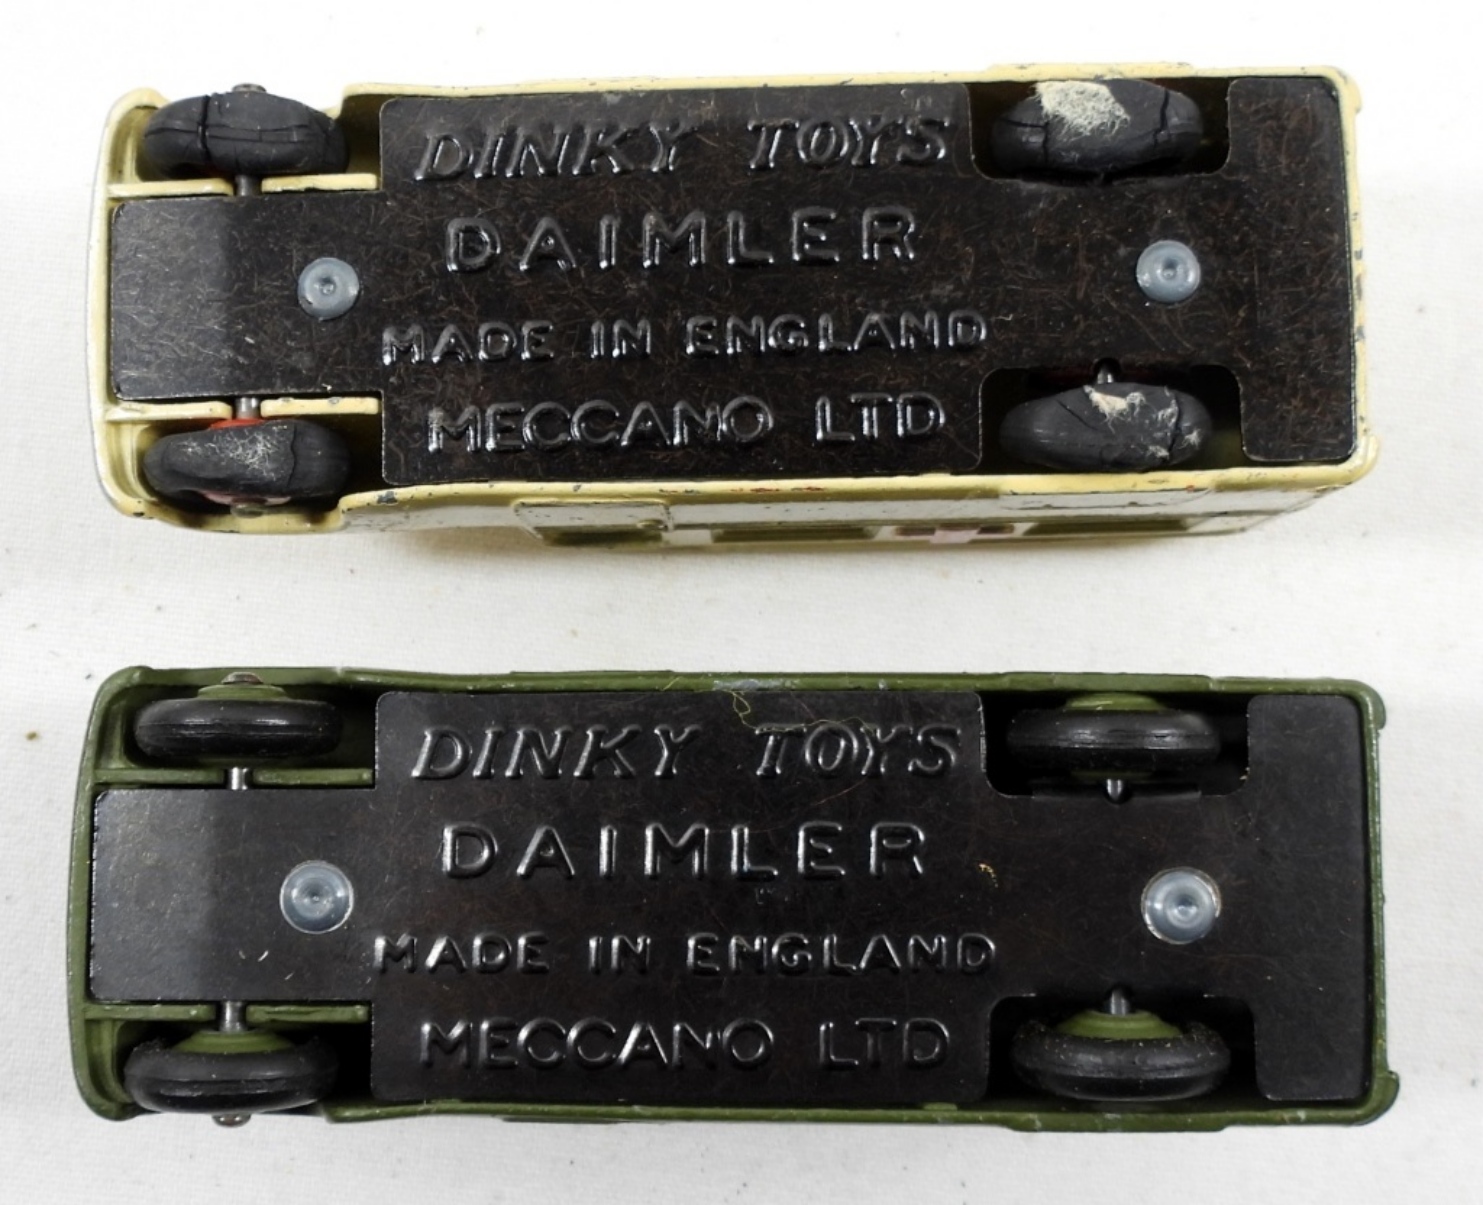 DINKY TOYS
DAIMLER
MADE IN ENGLAND
MECCANO LTD
DINKY TOYS
DAIMLER
MADE IN ENGLAND
MECCANO LTD